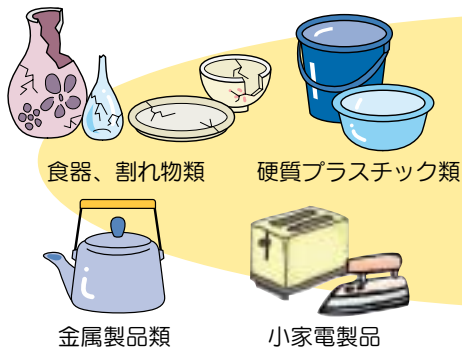 食器、割れ物類
硬質プラスチック類
金属製品類
小家電製品